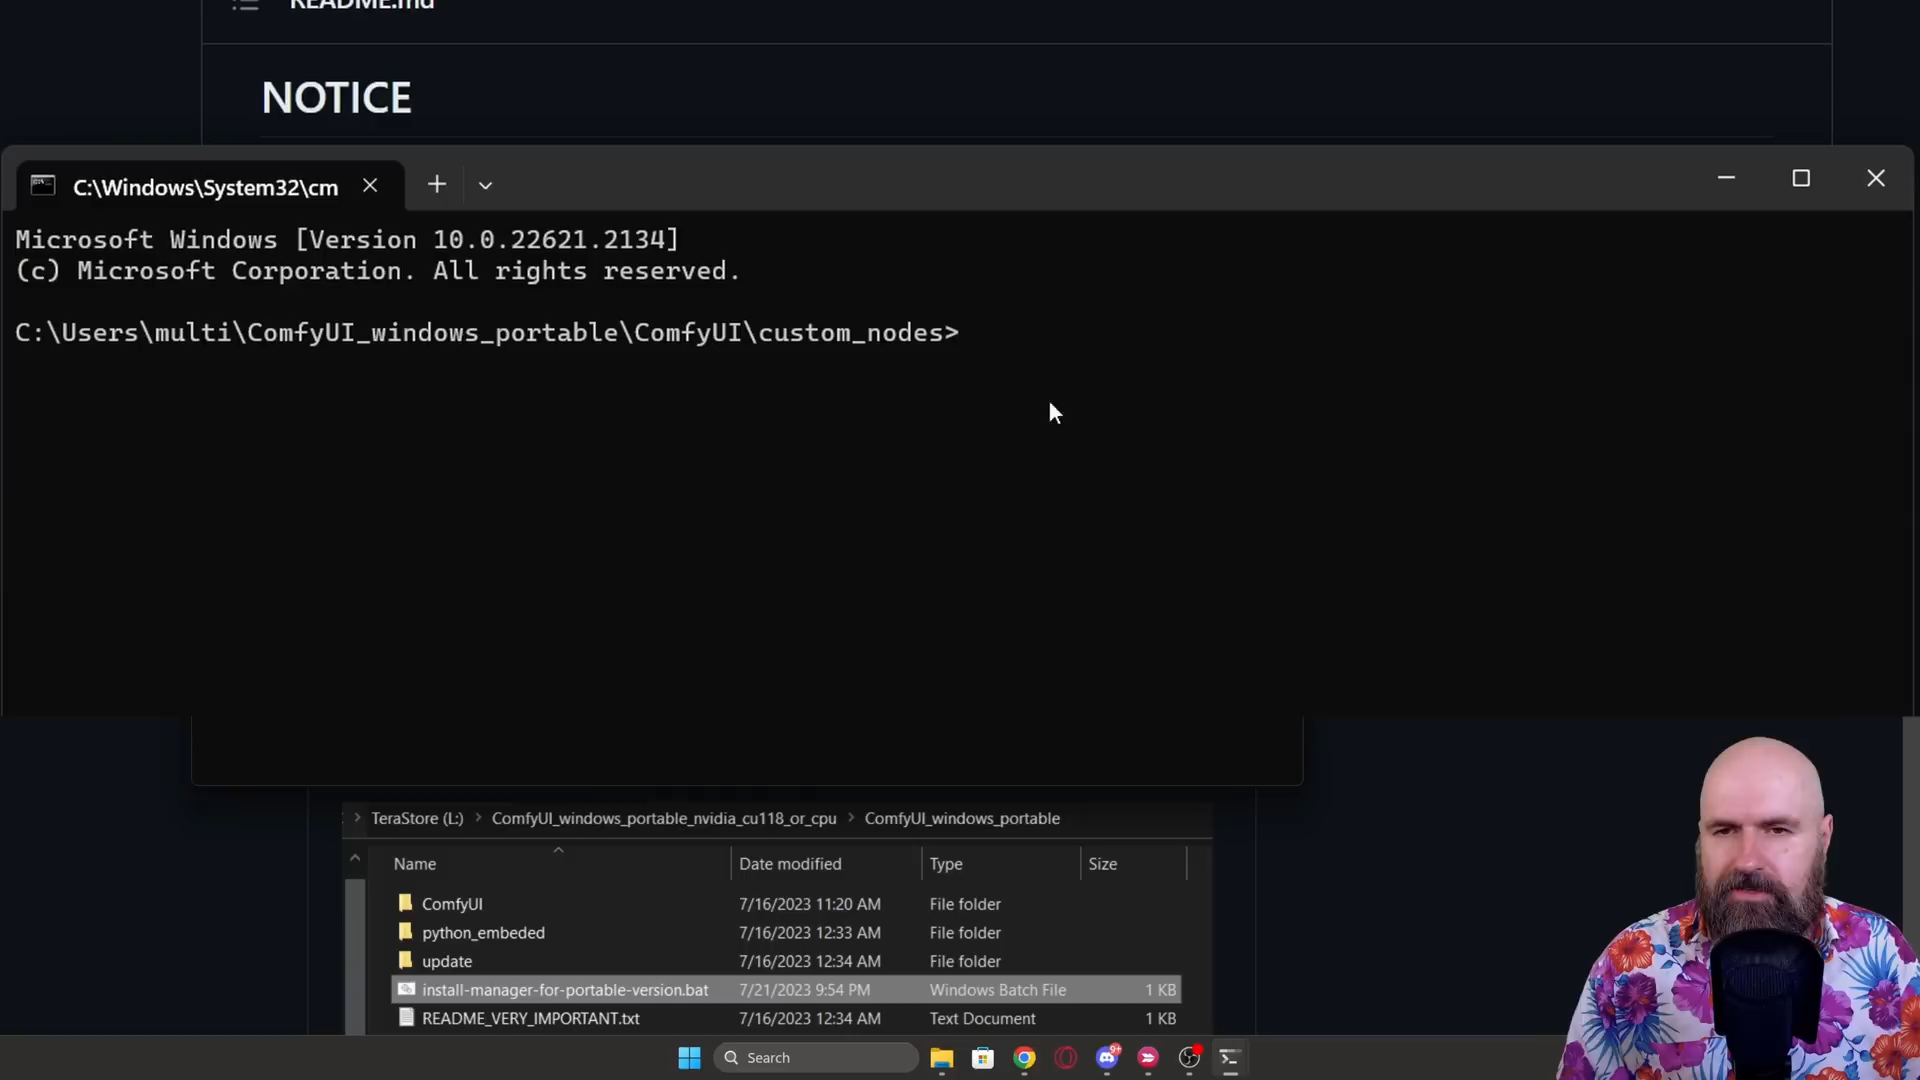 README.md
NOTICE
C:\Windows\System32\cm
Microsoft Windows [Version 10.0.22621.2134]
(c) Microsoft Corporation. All rights reserved.
C:\Users\multi\ComfyUI_windows_portable\ComfyUI\custom_nodes>
TeraStore (L:) > ComfyUI_windows_portable_nvidia_cu118_or_cpu > ComfyUI_windows_portable
Name Date modified Type Size
ComfyUI 7/16/2023 11:20 AM File folder
python_embeded 7/16/2023 12:33 AM File folder
update 7/16/2023 12:34 AM File folder
install-manager-for-portable-version.bat 7/21/2023 9:54 PM Windows Batch File 1 KB
README_VERY_IMPORTANT.txt 7/16/2023 12:34 AM Text Document 1 KB
Search 9+